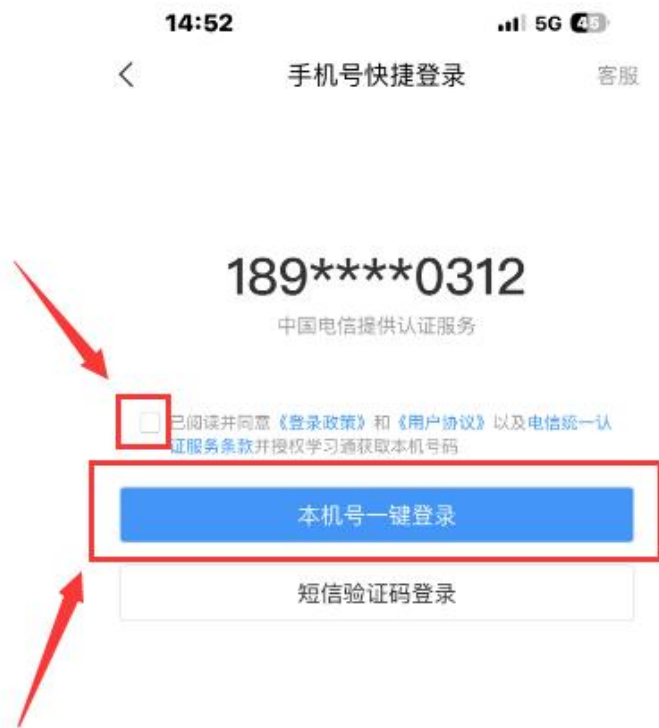 14:52
5G 45
手机号快捷登录
客服
189****0312
中国电信提供认证服务
已阅读并同意《登录政策》和《用户协议》以及电信统一认
证服务条款并授权学习通获取本机号码
本机号一键登录
短信验证码登录